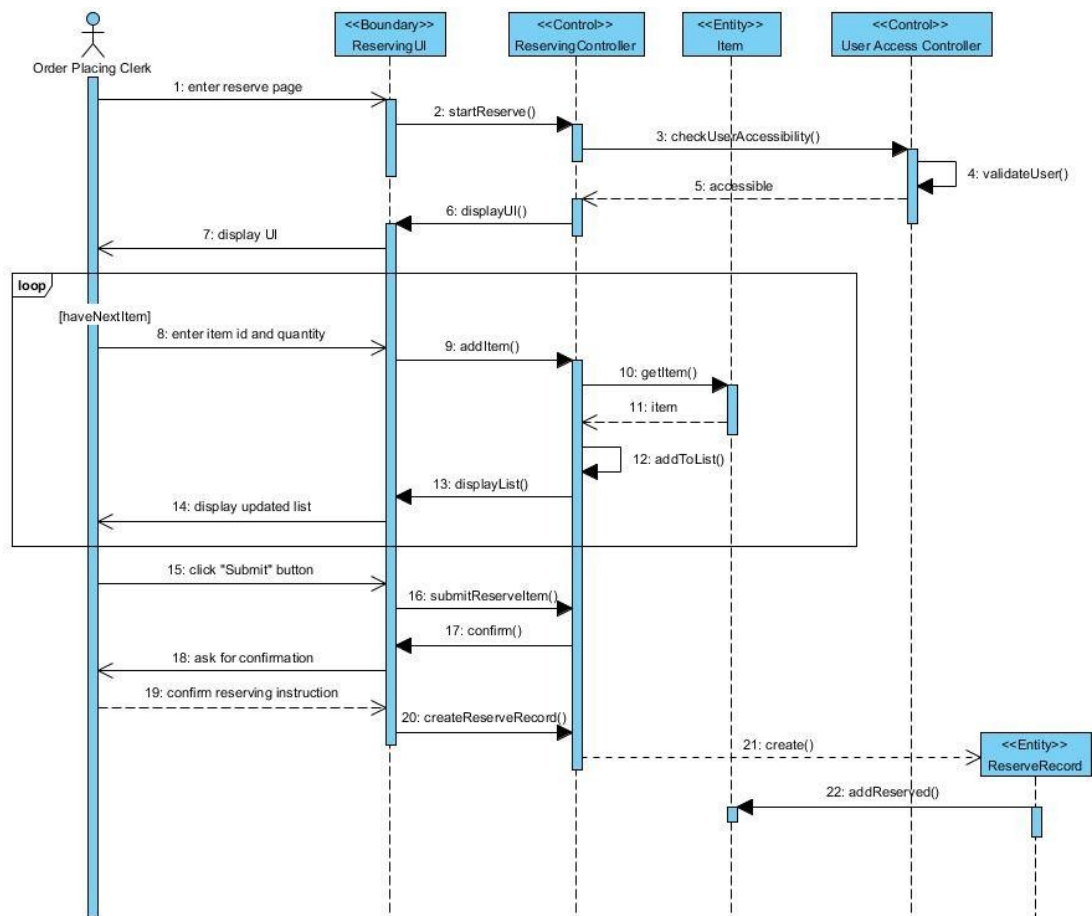 <<Boundary>>
ReservingUI
<<Control>>
ReservingController
<<Entity>>
Item
<<Control>>
User Access Controller
Order Placing Clerk
1: enter reserve page
2: startReserve()
3: checkUserAccessibility()
4: validateUser()
5: accessible
6: displayUI()
7: display UI
loop
[haveNextItem]
8: enter item id and quantity
9: addItem()
10: getItem()
11: item
12: addToList()
13: displayList()
14: display updated list
15: click "Submit" button
16: submitReserveItem()
17: confirm()
18: ask for confirmation
19: confirm reserving instruction
20: createReserveRecord()
21: create()
<<Entity>>
ReserveRecord
22: addReserved()